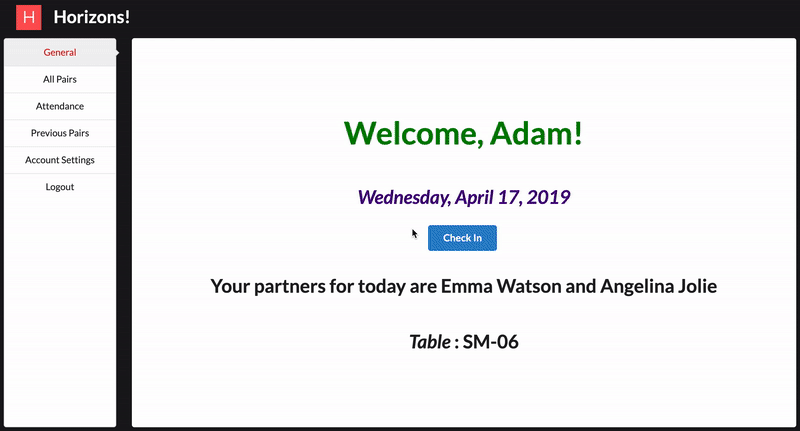 H Horizons!
General
All Pairs
Attendance
Previous Pairs
Account Settings
Logout
Welcome, Adam!
Wednesday, April 17, 2019
Check In
Your partners for today are Emma Watson and Angelina Jolie
Table : SM-06